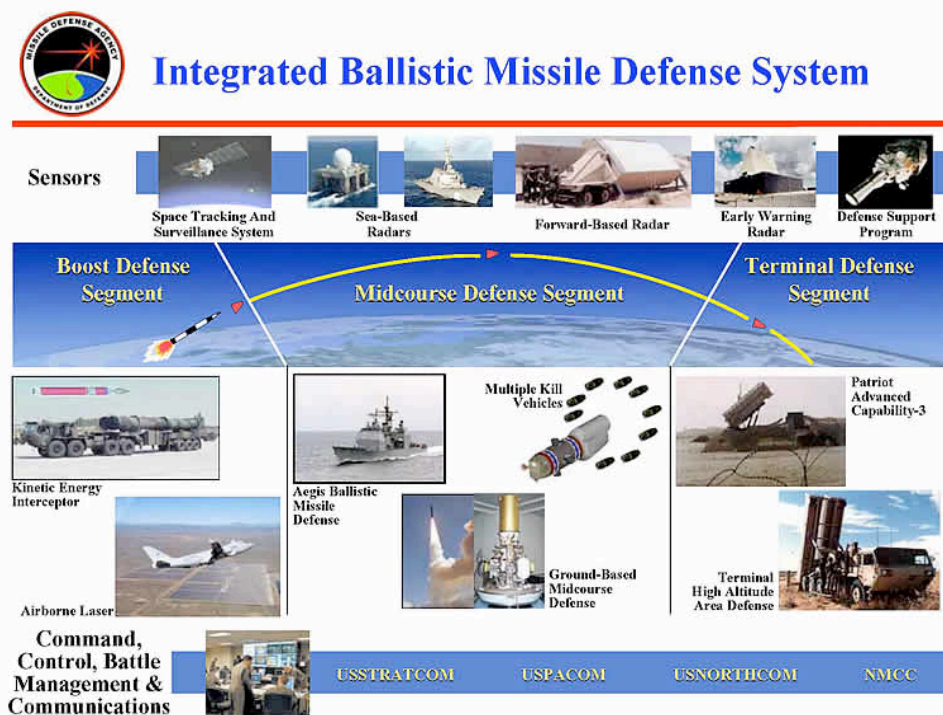 MISSILE DEFENSE AGENCY
DEPARTMENT OF DEFENSE
Integrated Ballistic Missile Defense System
Sensors
Space Tracking And
Surveillance System
Sea-Based
Radars
Forward-Based Radar
Early Warning
Radar
Defense Support
Program
Boost Defense
Segment
Midcourse Defense Segment
Terminal Defense
Segment
Kinetic Energy
Interceptor
Airborne Laser
Aegis Ballistic
Missile
Defense
Multiple Kill
Vehicles
Ground-Based
Midcourse
Defense
Patriot
Advanced
Capability-3
Terminal
High Altitude
Area Defense
Command,
Control, Battle
Management &
Communications
USSTRATCOM
USPACOM
USNORTHCOM
NMCC